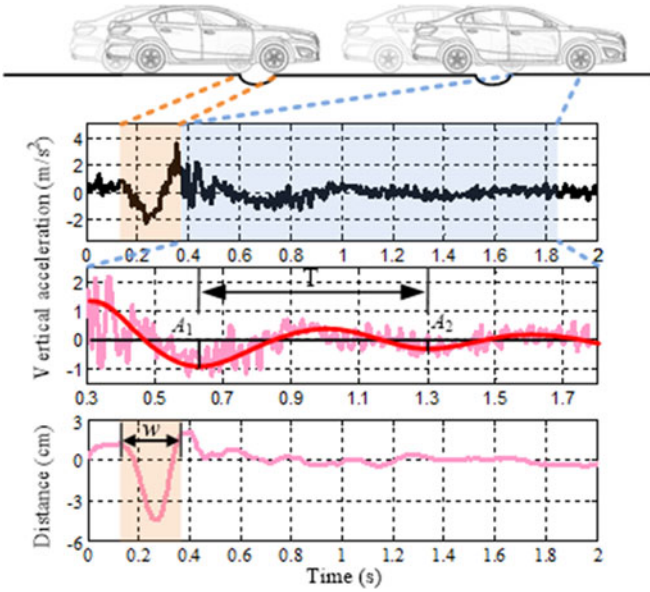 Vertical acceleration (m/s²)
4
2
0
-2
0 0.2 0.4 0.6 0.8 1 1.2 1.4 1.6 1.8 2
2
1
0
-1
T
A₁
A₂
0.3 0.5 0.7 0.9 1.1 1.3 1.5 1.7
Distance (cm)
3
0
-3
-6
w
0 0.2 0.4 0.6 0.8 1 1.2 1.4 1.6 1.8 2
Time (s)